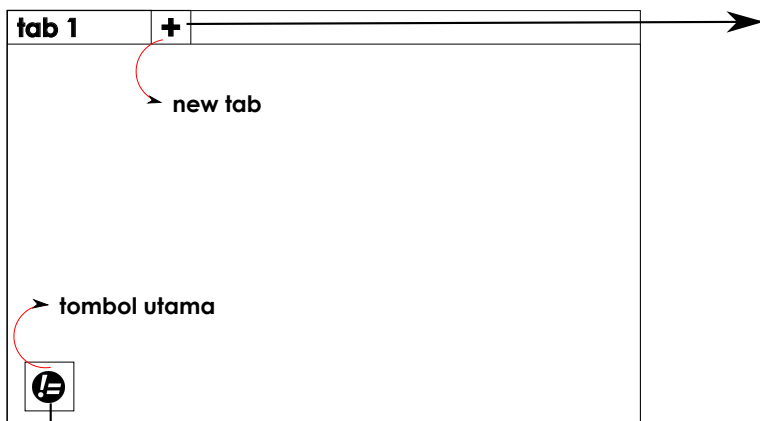 tab 1 +
new tab
tombol utama
!=